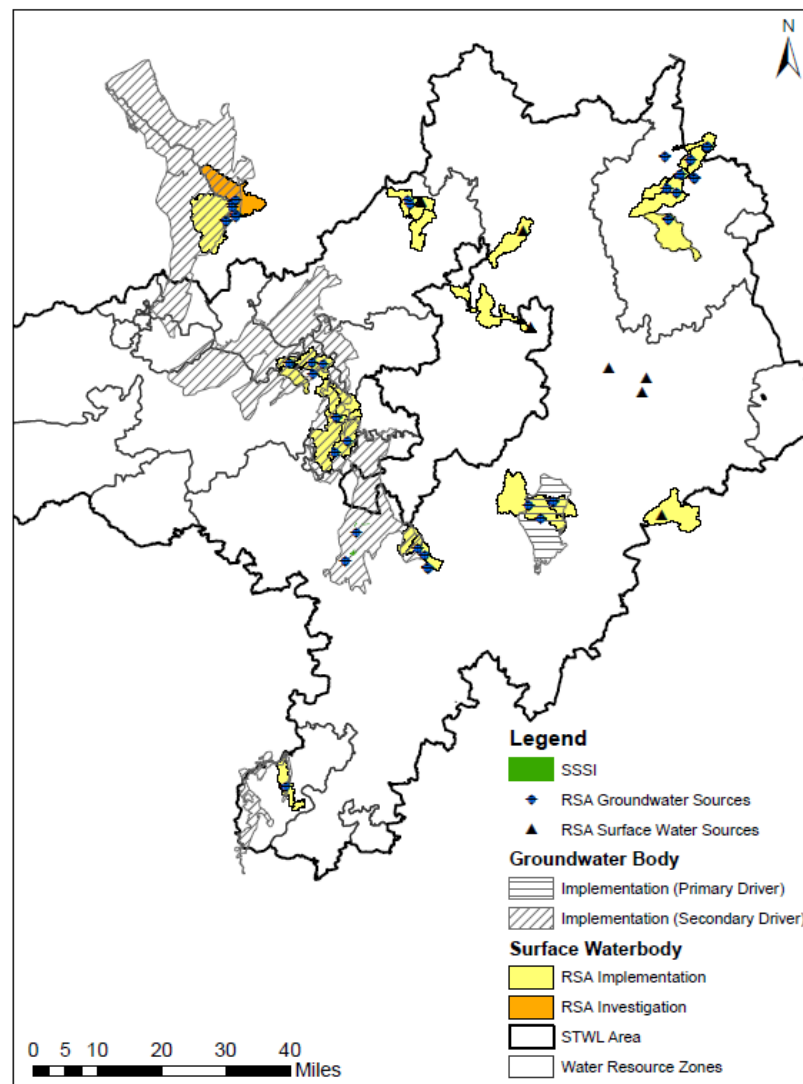 N
Legend
SSSI
RSA Groundwater Sources
RSA Surface Water Sources
Groundwater Body
Implementation (Primary Driver)
Implementation (Secondary Driver)
Surface Waterbody
RSA Implementation
RSA Investigation
STWL Area
Water Resource Zones
0 5 10 20 30 40
Miles